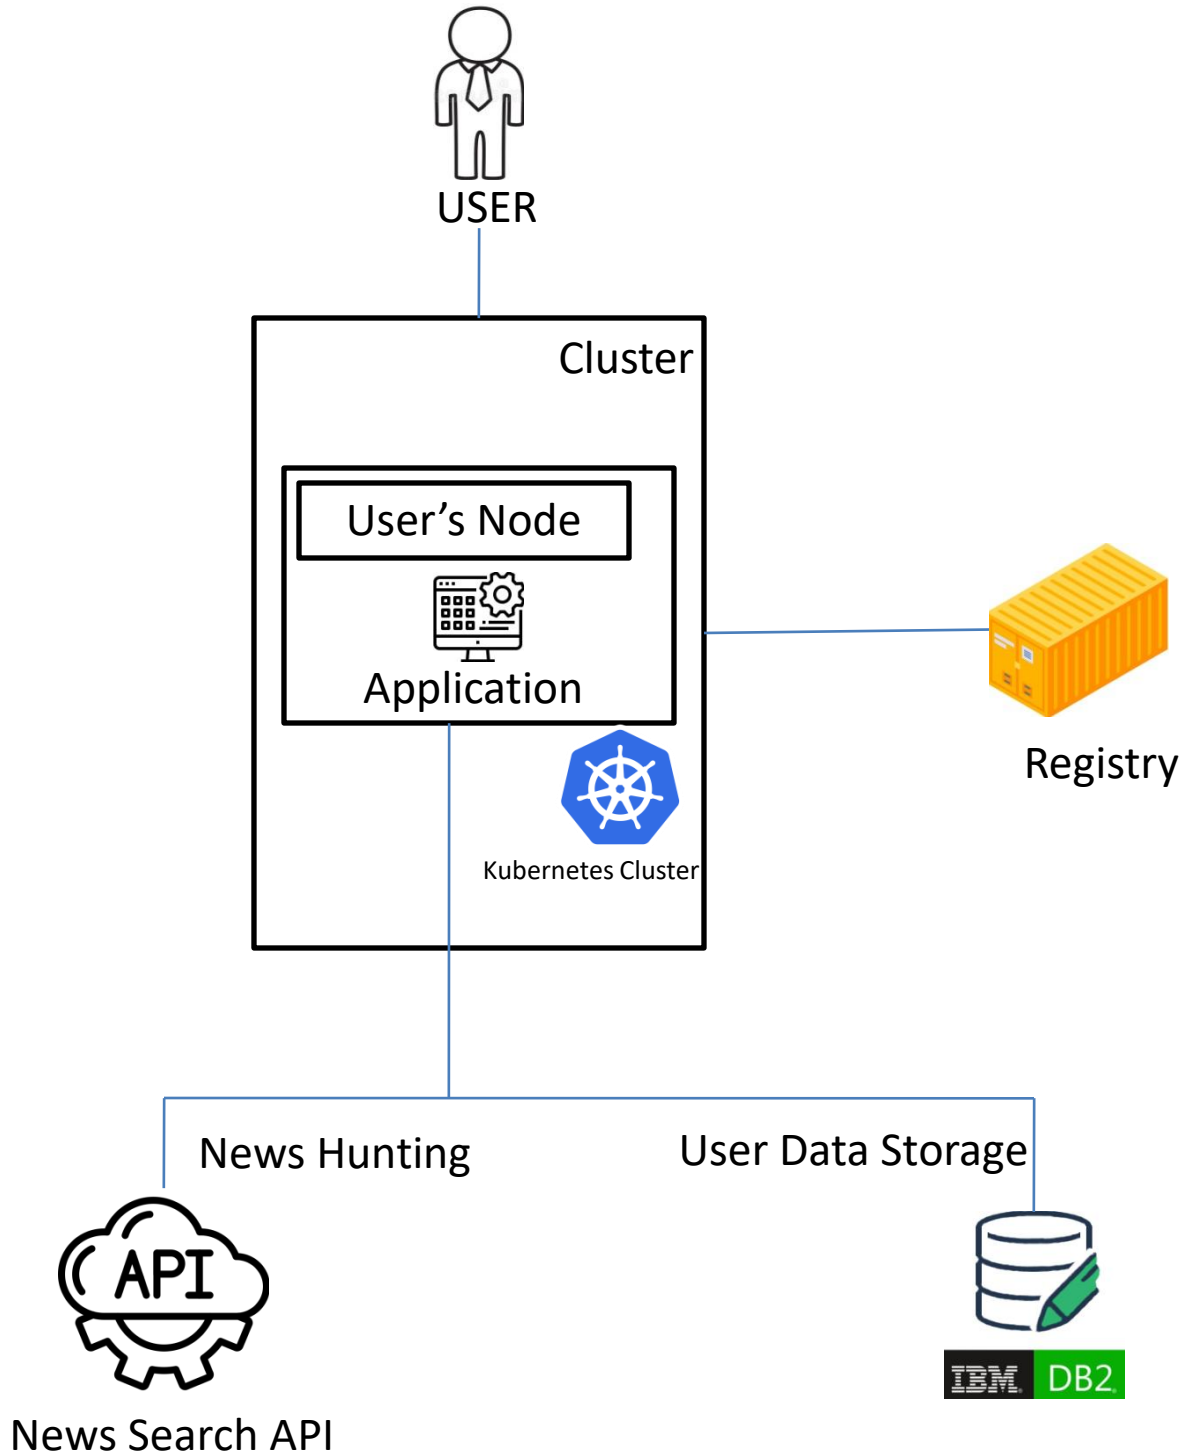 USER
Cluster
User’s Node
Application
Registry
Kubernetes Cluster
News Hunting
User Data Storage
API
IBM. DB2.
News Search API